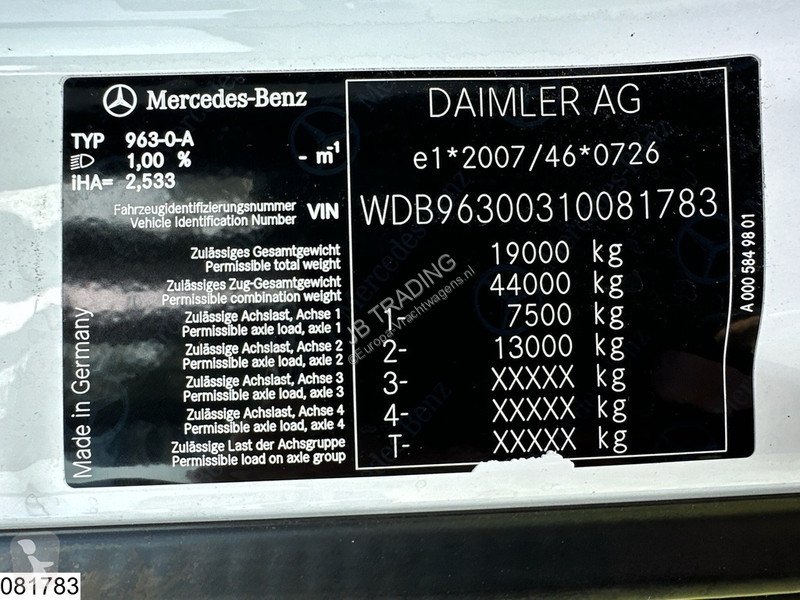 Mercedes-Benz
TYP 963-0-A
1,00 % - m-1
iHA= 2,533
Fahrzeugidentifizierungsnummer
Vehicle Identification Number VIN
Zulässiges Gesamtgewicht
Permissible total weight
Zulässiges Zug-Gesamtgewicht
Permissible combination weight
Zulässige Achslast, Achse 1
Permissible axle load, axle 1
Zulässige Achslast, Achse 2
Permissible axle load, axle 2
Zulässige Achslast, Achse 3
Permissible axle load, axle 3
Zulässige Achslast, Achse 4
Permissible axle load, axle 4
Zulässige Last der Achsgruppe
Permissible load on axle group
Made in Germany
DAIMLER AG
e1*2007/46*0726
WDB96300310081783
19000 kg
44000 kg
1- 7500 kg
2- 13000 kg
3- XXXXX kg
4- XXXXX kg
T- XXXXX kg
A 000 584 98 01
JB TRADING
©Europa-Vrachtwagens.nl
Mercedes-Benz
081783